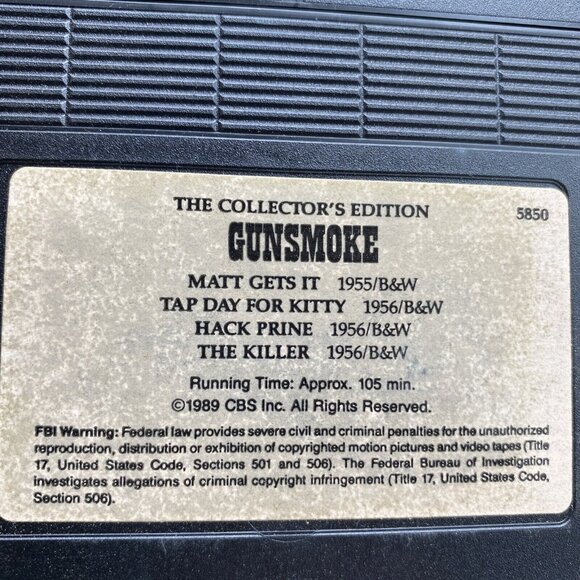 THE COLLECTOR'S EDITION 5850
GUNSMOKE
MATT GETS IT 1955/B&W
TAP DAY FOR KITTY 1956/B&W
HACK PRINE 1956/B&W
THE KILLER 1956/B&W
Running Time: Approx. 105 min.
©1989 CBS Inc. All Rights Reserved.
FBI Warning: Federal law provides severe civil and criminal penalties for the unauthorized
reproduction, distribution or exhibition of copyrighted motion pictures and video tapes (Title
17, United States Code, Sections 501 and 506). The Federal Bureau of Investigation
investigates allegations of criminal copyright infringement (Title 17, United States Code,
Section 506).